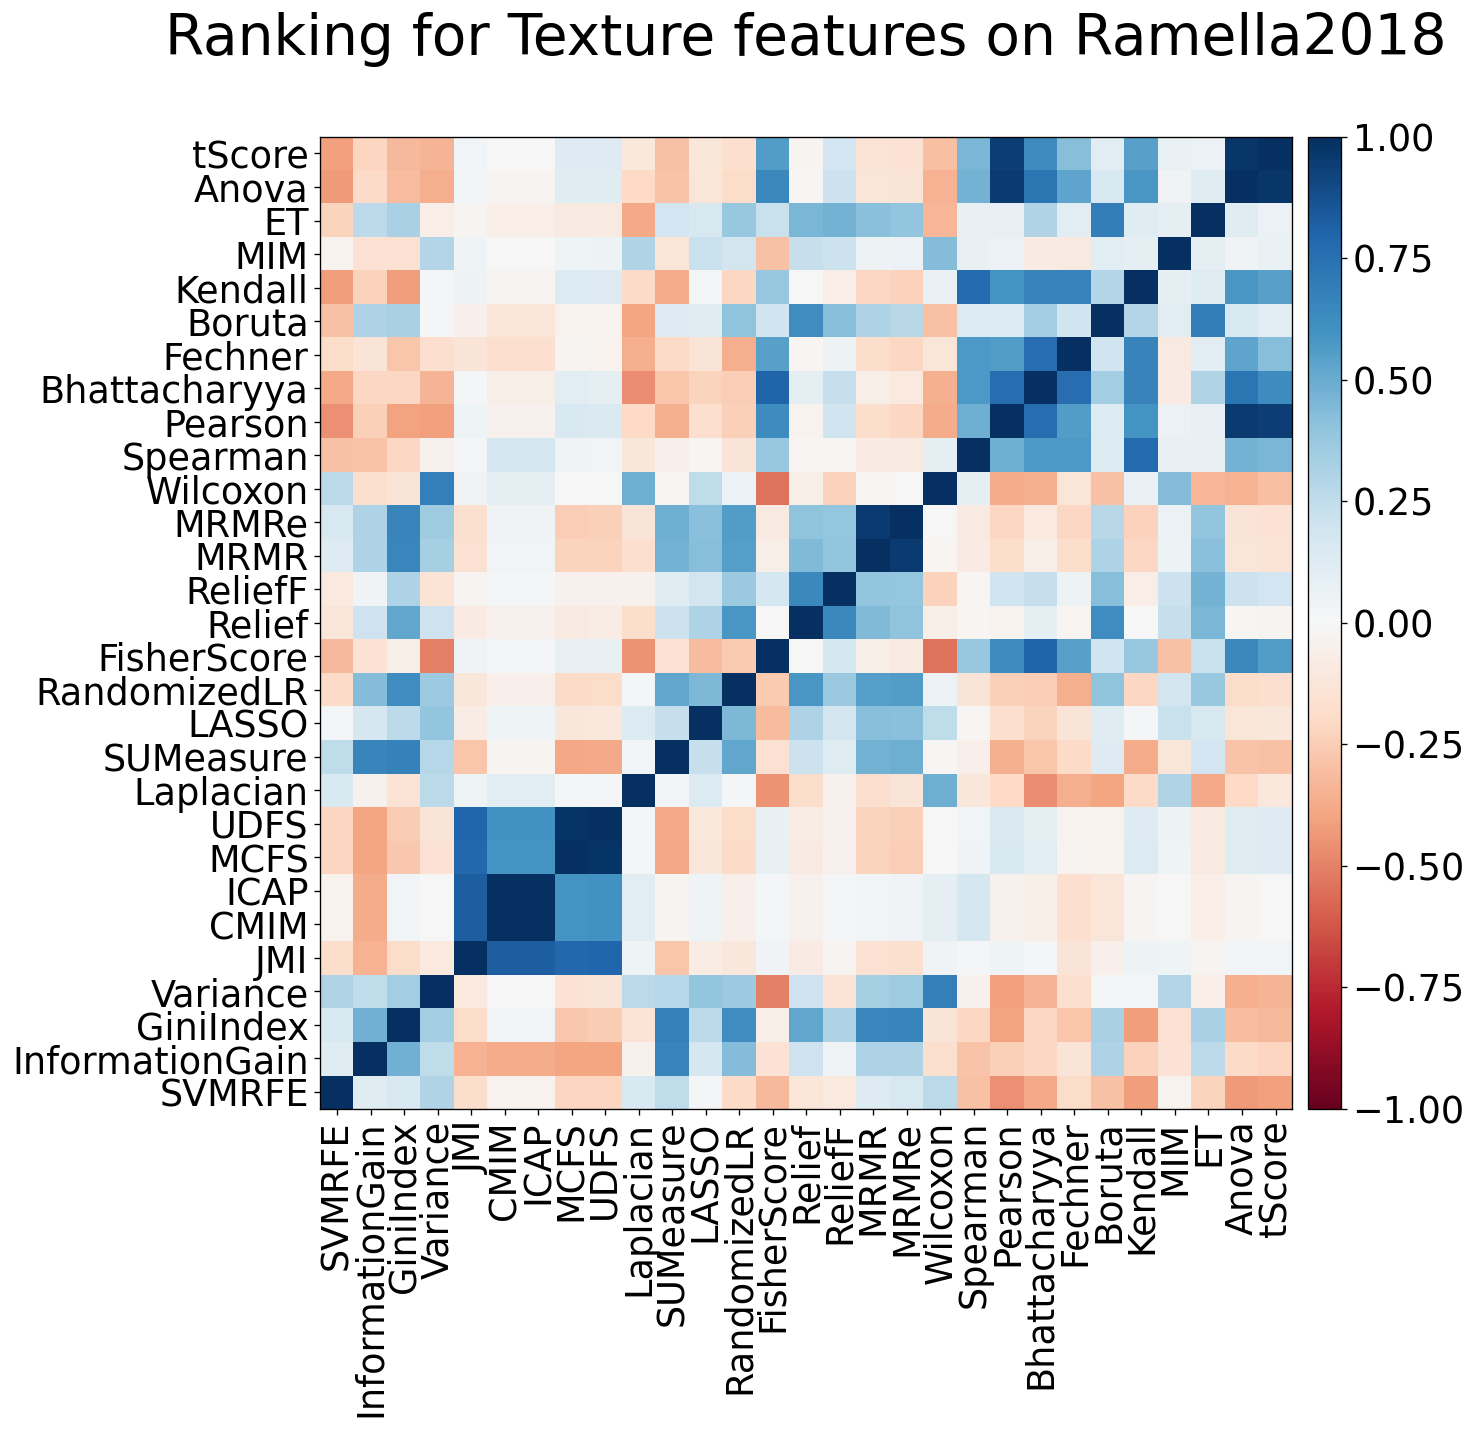 Ranking for Texture features on Ramella2018
tScore
Anova
ET
MIM
Kendall
Boruta
Fechner
Bhattacharyya
Pearson
Spearman
Wilcoxon
MRMRe
MRMR
ReliefF
Relief
FisherScore
RandomizedLR
LASSO
SUMeasure
Laplacian
UDFS
MCFS
ICAP
CMIM
JMI
Variance
GiniIndex
InformationGain
SVMRFE
SVMRFE
InformationGain
GiniIndex
Variance
JMI
CMIM
ICAP
MCFS
UDFS
Laplacian
SUMeasure
LASSO
RandomizedLR
FisherScore
Relief
ReliefF
MRMR
MRMRe
Wilcoxon
Spearman
Pearson
Bhattacharyya
Fechner
Boruta
Kendall
MIM
ET
Anova
tScore
1.00
0.75
0.50
0.25
0.00
−0.25
−0.50
−0.75
−1.00